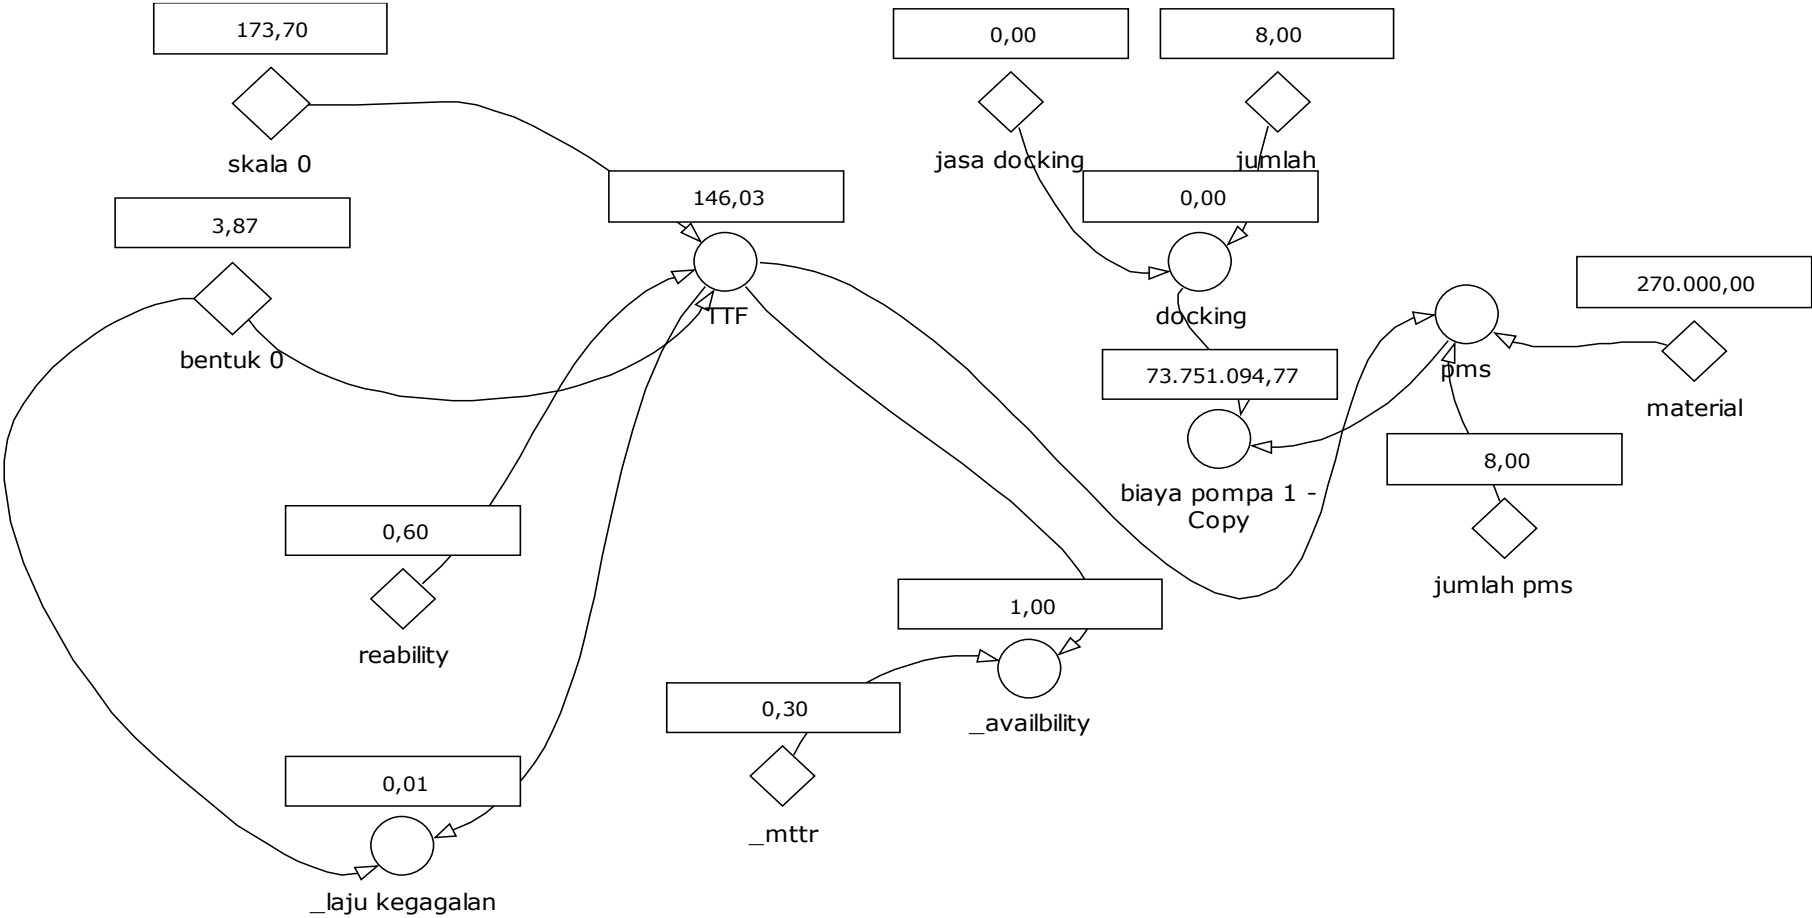 173,70
skala 0
3,87
bentuk 0
146,03
TTF
0,60
reability
0,01
_laju kegagalan
0,30
_mttr
1,00
_availbility
0,00
jasa docking
8,00
jumlah
0,00
docking
73.751.094,77
biaya pompa 1 -
Copy
pms
270.000,00
material
8,00
jumlah pms